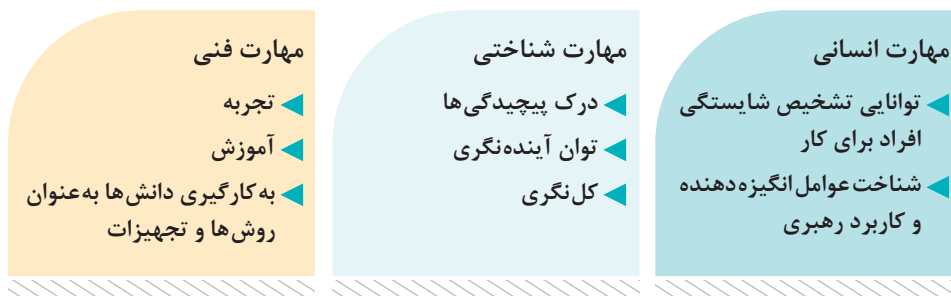 مهارت انسانی
توانایی تشخیص شایستگی
افراد برای کار
شناخت عوامل انگیزه‌دهنده
و کاربرد رهبری
مهارت شناختی
درک پیچیدگی‌ها
توان آینده‌نگری
کل‌نگری
مهارت فنی
تجربه
آموزش
به‌کارگیری دانش‌ها به‌عنوان
روش‌ها و تجهیزات